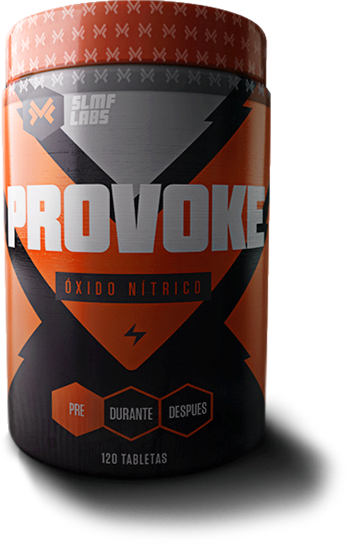 SLMF
LABS
PROVOKE
ÓXIDO NÍTRICO
PRE
DURANTE
DESPUES
120 TABLETAS